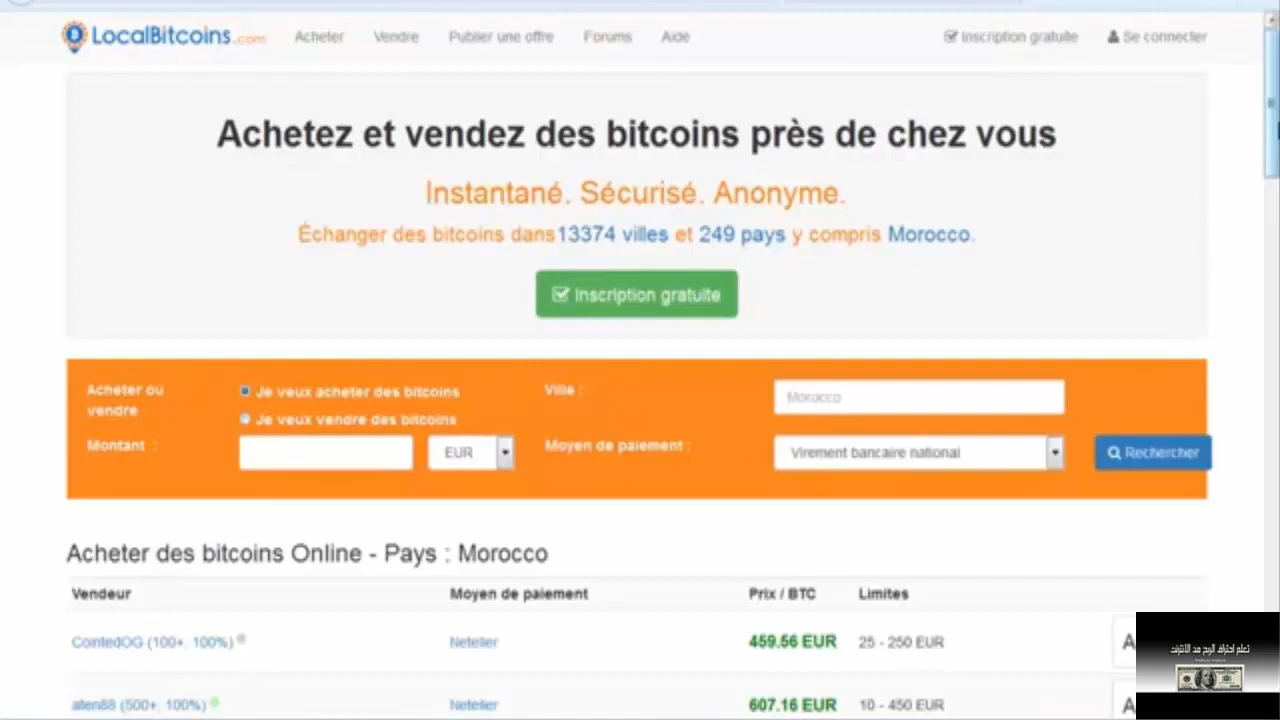 LocalBitcoins.com Acheter Vendre Publier une offre Forums Aide Inscription gratuite Se connecter
Achetez et vendez des bitcoins près de chez vous
Instantané. Sécurisé. Anonyme.
Échanger des bitcoins dans13374 villes et 249 pays y compris Morocco.
Inscription gratuite
Acheter ou vendre
Je veux acheter des bitcoins
Je veux vendre des bitcoins
Ville :
Morocco
Montant :
EUR
Moyen de paiement :
Virement bancaire national
Rechercher
Acheter des bitcoins Online - Pays : Morocco
Vendeur Moyen de paiement Prix / BTC Limites
CointedOG (100+, 100%) Neteller 459.56 EUR 25 - 250 EUR A
aten88 (500+, 100%) Neteller 607.16 EUR 10 - 450 EUR A